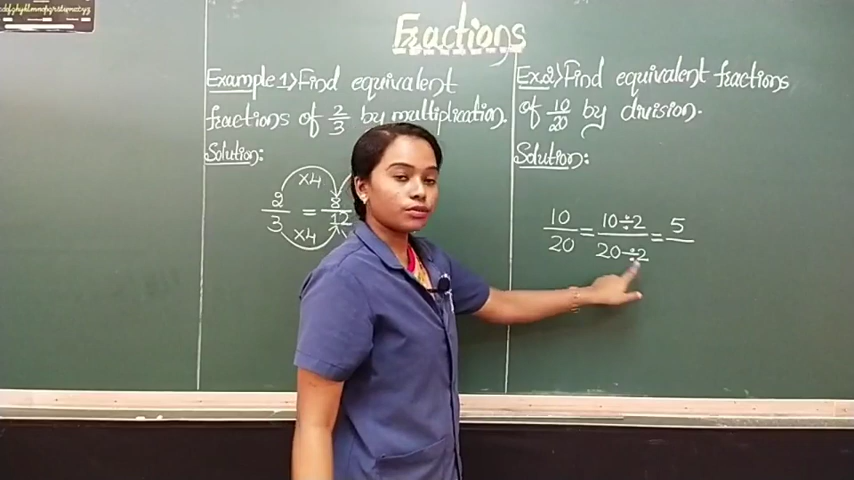 Fractions
Example 1> Find equivalent
fractions of 2/3 by multiplication.
Solution:
×4
2/3 = 8/12
×4
Ex.2> Find equivalent fractions
of 10/20 by division.
Solution:
10/20 = 10÷2/20÷2 = 5/